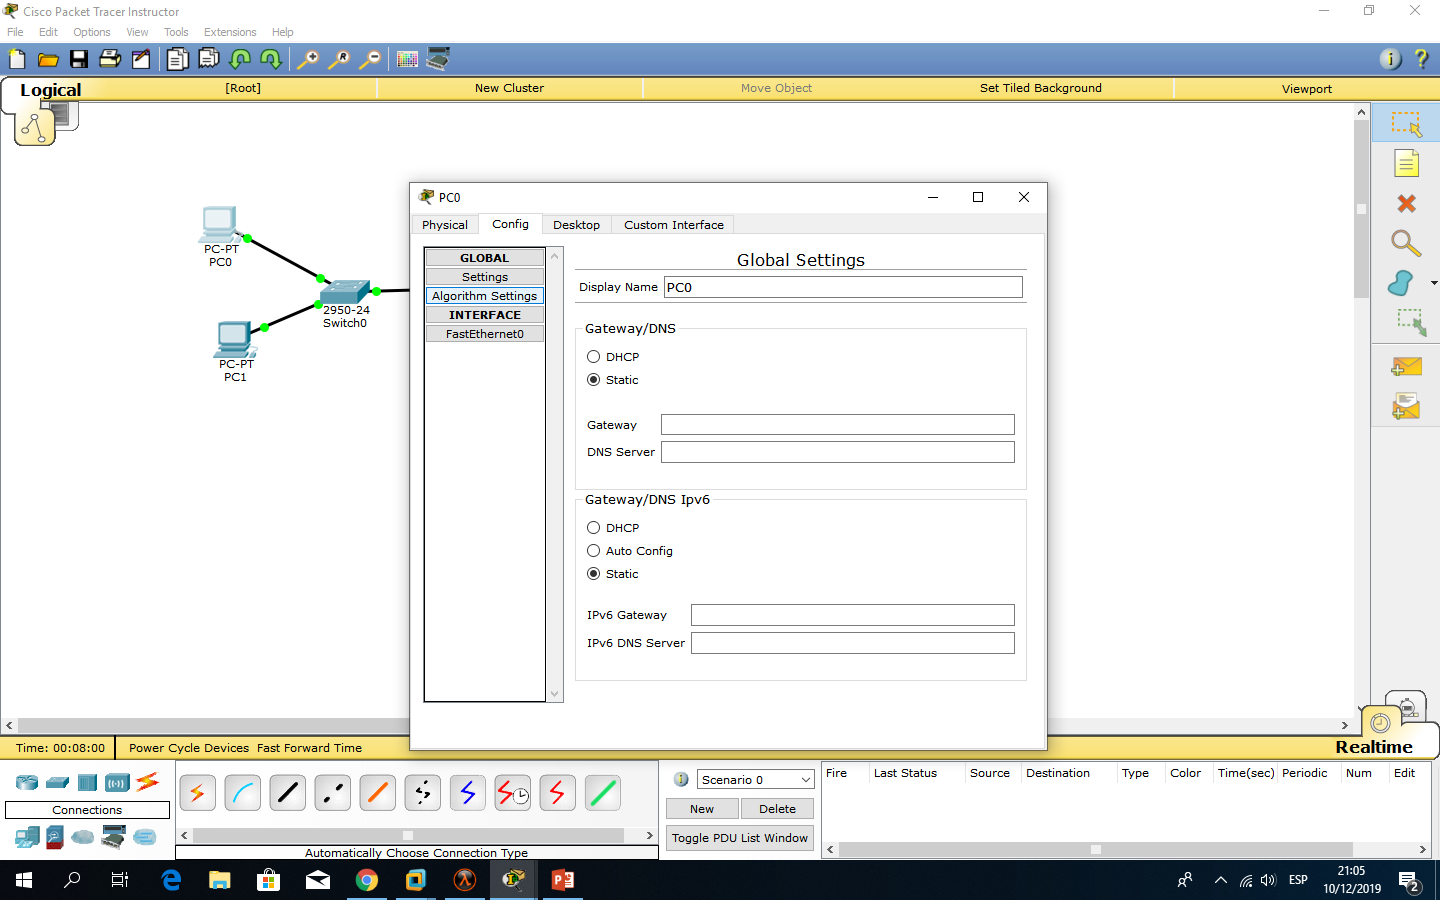 Cisco Packet Tracer Instructor
File Edit Options View Tools Extensions Help
Logical [Root] New Cluster Move Object Set Tiled Background Viewport
PC-PT
PC0
2950-24
Switch0
PC-PT
PC1
PC0
Physical Config Desktop Custom Interface
GLOBAL
Settings
Algorithm Settings
INTERFACE
FastEthernet0
Global Settings
Display Name PC0
Gateway/DNS
DHCP
Static
Gateway
DNS Server
Gateway/DNS Ipv6
DHCP
Auto Config
Static
IPv6 Gateway
IPv6 DNS Server
Time: 00:08:00 Power Cycle Devices Fast Forward Time Realtime
Connections
Automatically Choose Connection Type
Scenario 0
New Delete
Toggle PDU List Window
Fire Last Status Source Destination Type Color Time(sec) Periodic Num Edit
ESP
21:05
10/12/2019
2